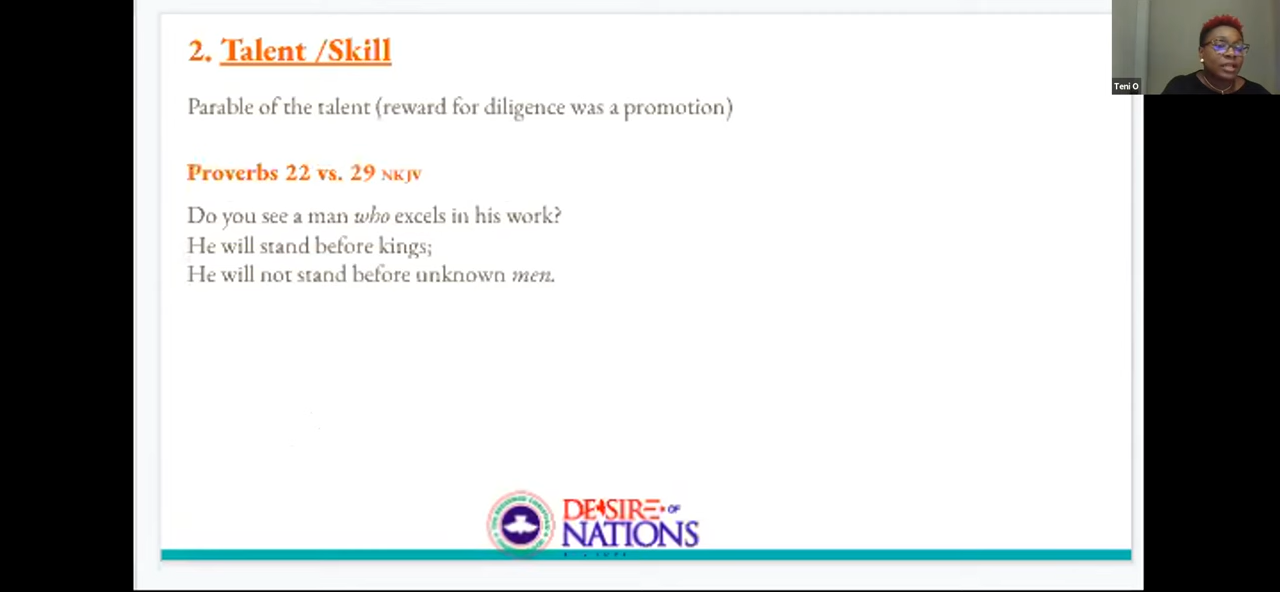 2. Talent /Skill
Teni O
Parable of the talent (reward for diligence was a promotion)
Proverbs 22 vs. 29 NKJV
Do you see a man who excels in his work?
He will stand before kings;
He will not stand before unknown men.
DESIRE OF
NATIONS